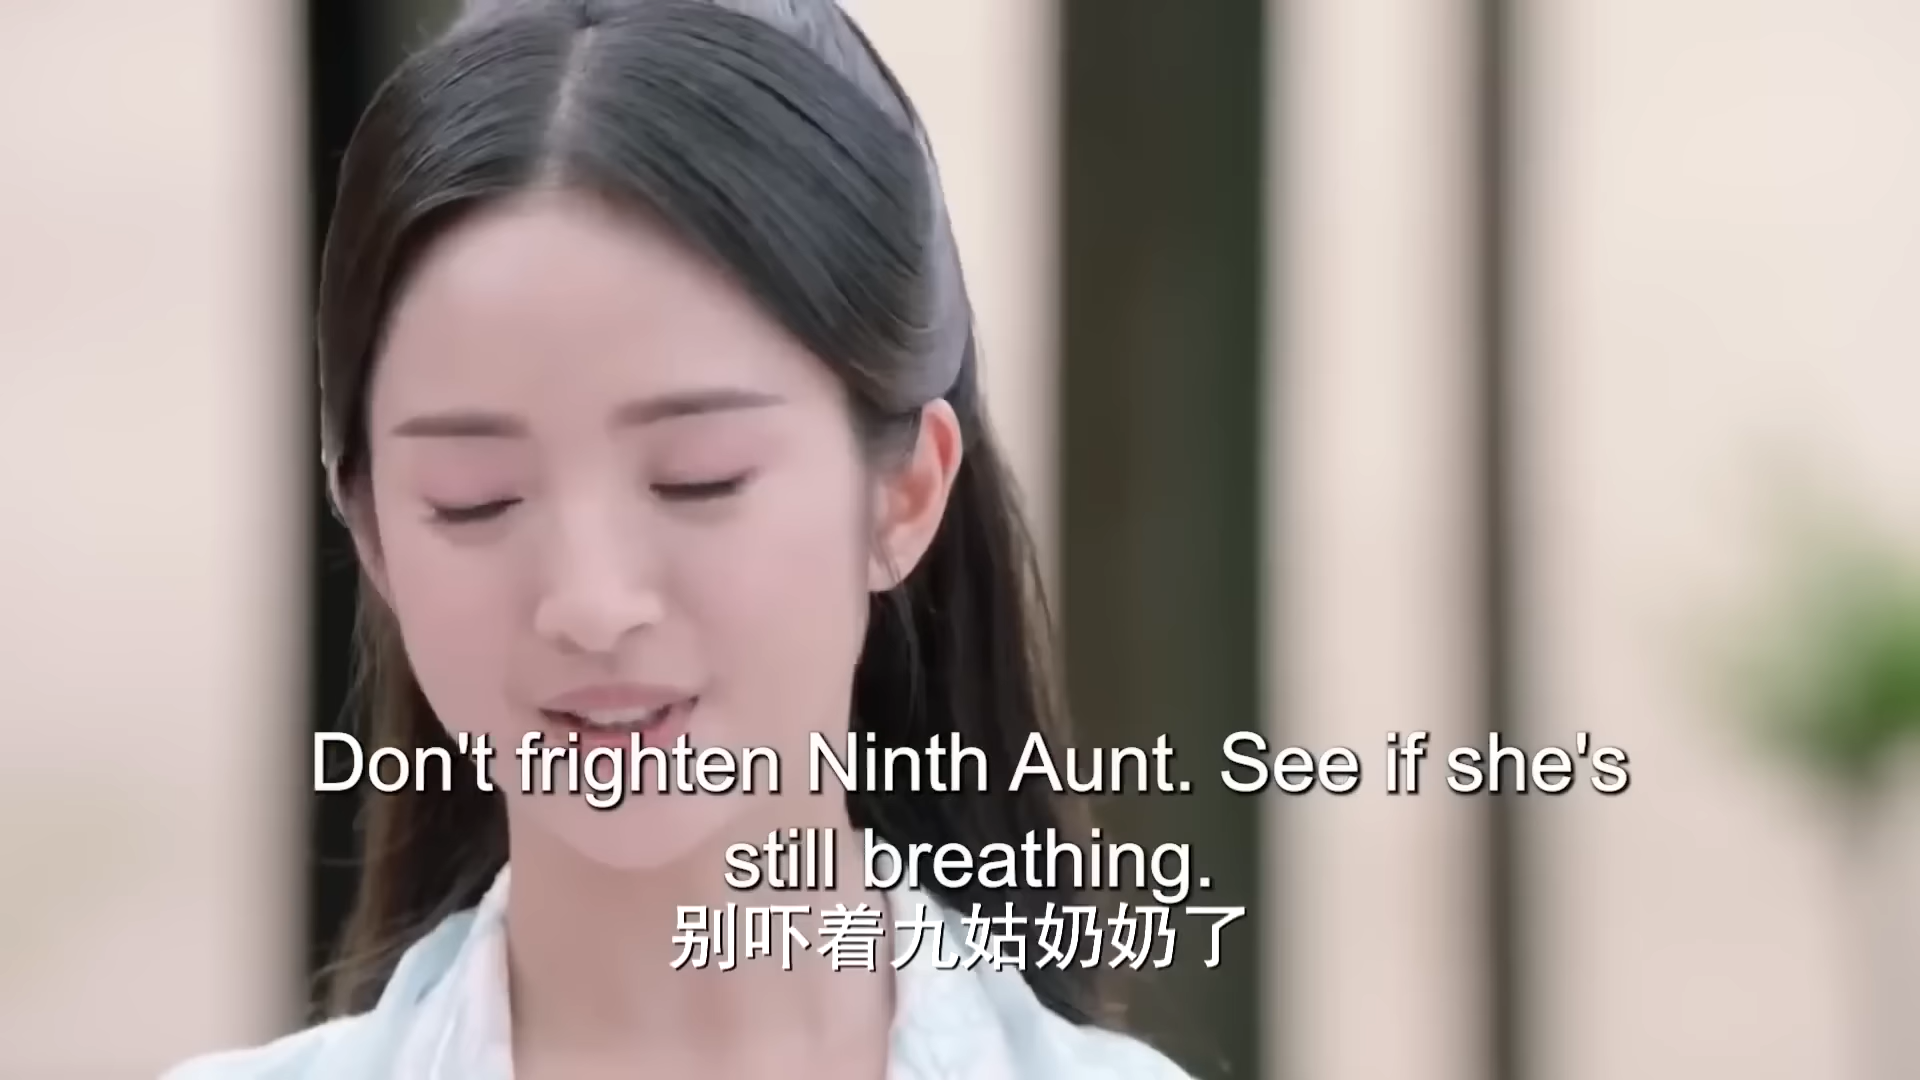 Don't frighten Ninth Aunt. See if she's
still breathing.
别吓着九姑奶奶了